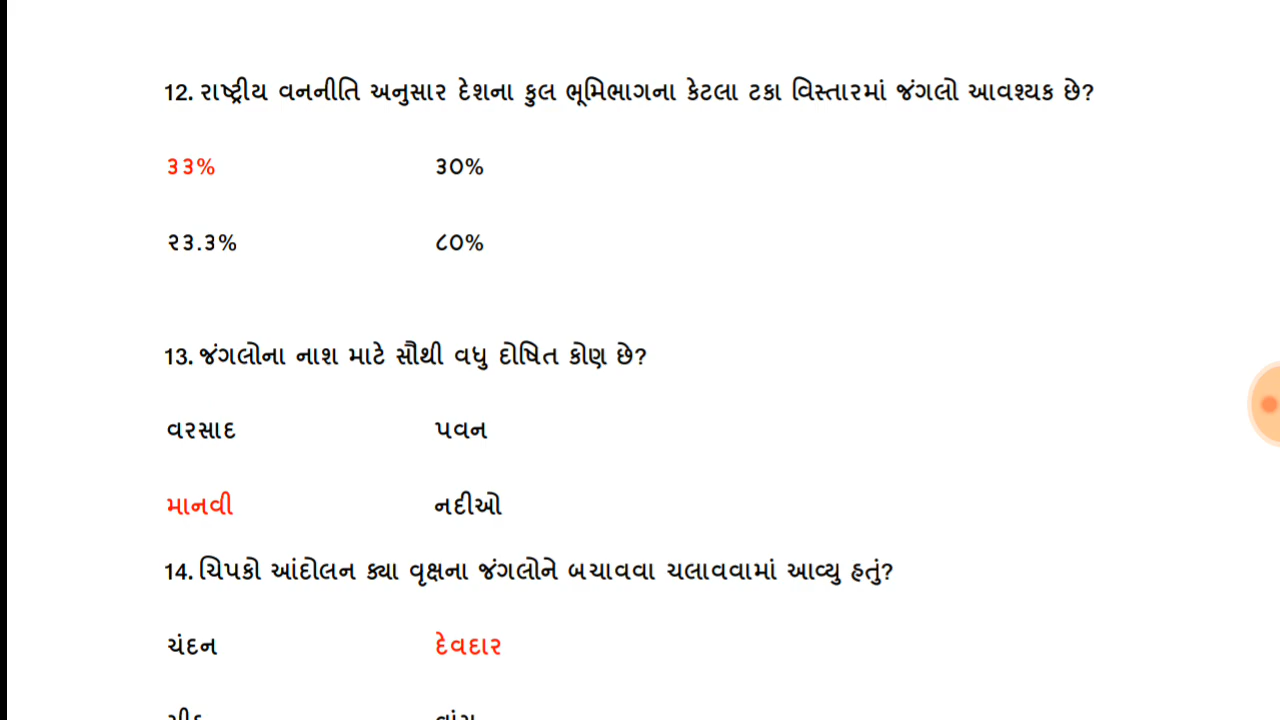 12. રાષ્ટ્રીય વનનીતિ અનુસાર દેશના કુલ ભૂમિભાગના કેટલા ટકા વિસ્તારમાં જંગલો આવશ્યક છે?
૩૩% ૩૦%
૨૩.૩% ૮૦%
13. જંગલોના નાશ માટે સૌથી વધુ દોષિત કોણ છે?
વરસાદ પવન
માનવી નદીઓ
14. ચિપકો આંદોલન ક્યા વૃક્ષના જંગલોને બચાવવા ચલાવવામાં આવ્યુ હતું?
ચંદન દેવદાર